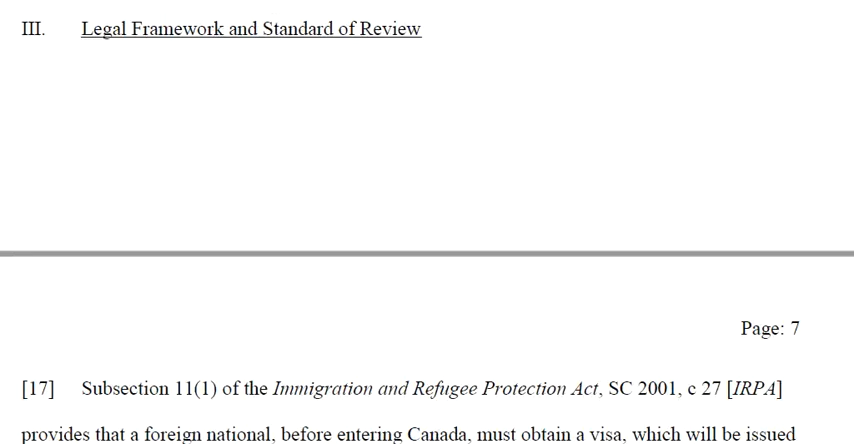 III. Legal Framework and Standard of Review
Page: 7
[17] Subsection 11(1) of the Immigration and Refugee Protection Act, SC 2001, c 27 [IRPA]
provides that a foreign national, before entering Canada, must obtain a visa, which will be issued